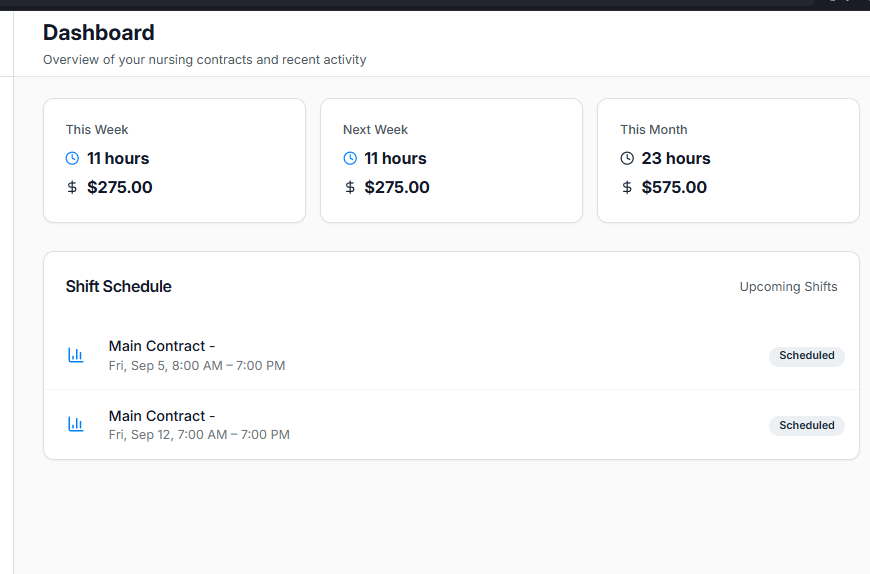 Dashboard
Overview of your nursing contracts and recent activity
This Week
11 hours
$ $275.00
Next Week
11 hours
$ $275.00
This Month
23 hours
$ $575.00
Shift Schedule
Upcoming Shifts
Main Contract -
Fri, Sep 5, 8:00 AM – 7:00 PM
Scheduled
Main Contract -
Fri, Sep 12, 7:00 AM – 7:00 PM
Scheduled